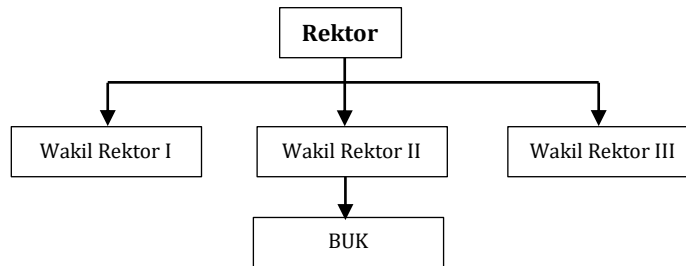 Rektor
Wakil Rektor I
Wakil Rektor II
Wakil Rektor III
BUK